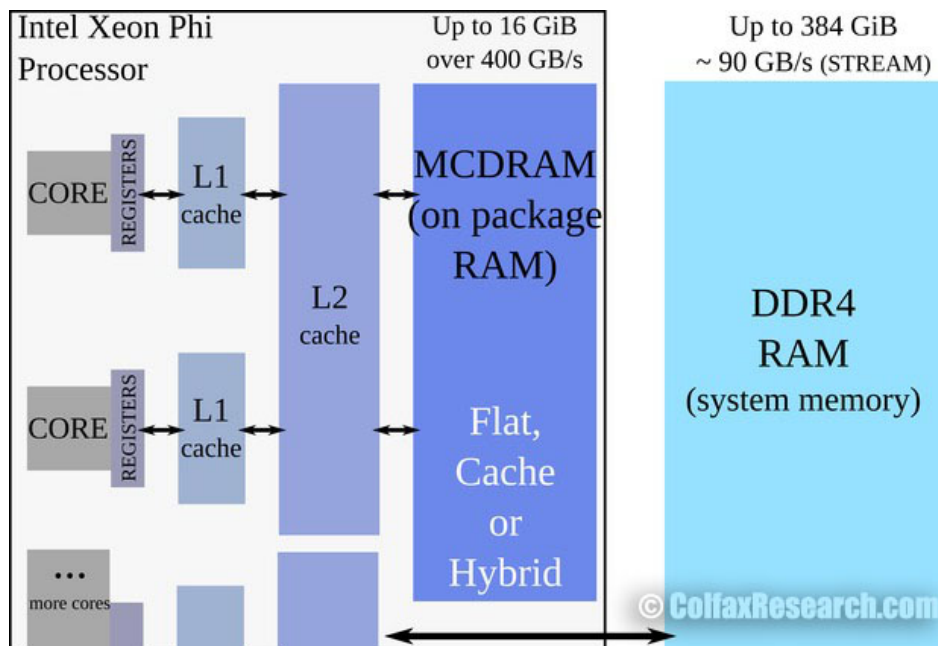 Intel Xeon Phi
Processor
Up to 16 GiB
over 400 GB/s
Up to 384 GiB
~ 90 GB/s (STREAM)
CORE
REGISTERS
L1
cache
L2
cache
MCDRAM
(on package
RAM)
DDR4
RAM
(system memory)
CORE
REGISTERS
L1
cache
Flat,
Cache
or
Hybrid
...
more cores
© ColfaxResearch.com